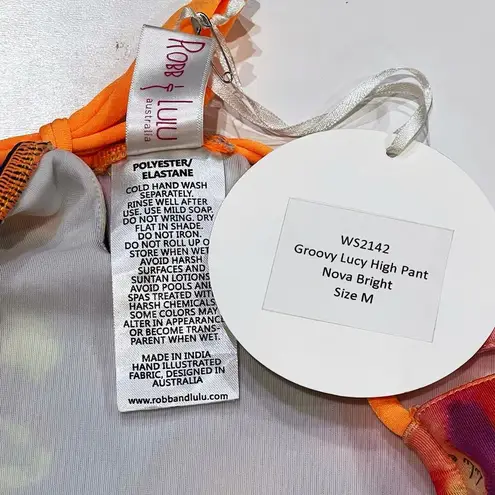 ROBB & LULU
australia
POLYESTER/
ELASTANE
COLD HAND WASH
SEPARATELY.
RINSE WELL AFTER
USE. USE MILD SOAP.
DO NOT WRING. DRY
FLAT IN SHADE.
DO NOT IRON.
DO NOT ROLL UP O
STORE WHEN WET
AVOID HARSH
SURFACES AND
SUNTAN LOTIONS
AVOID POOLS AND
SPAS TREATED WIT
HARSH CHEMICALS
SOME COLORS MAY
ALTER IN APPEARANCE
OR BECOME TRANS-
PARENT WHEN WET.
MADE IN INDIA
HAND ILLUSTRATED
FABRIC, DESIGNED IN
AUSTRALIA
www.robbandlulu.com
WS2142
Groovy Lucy High Pant
Nova Bright
Size M